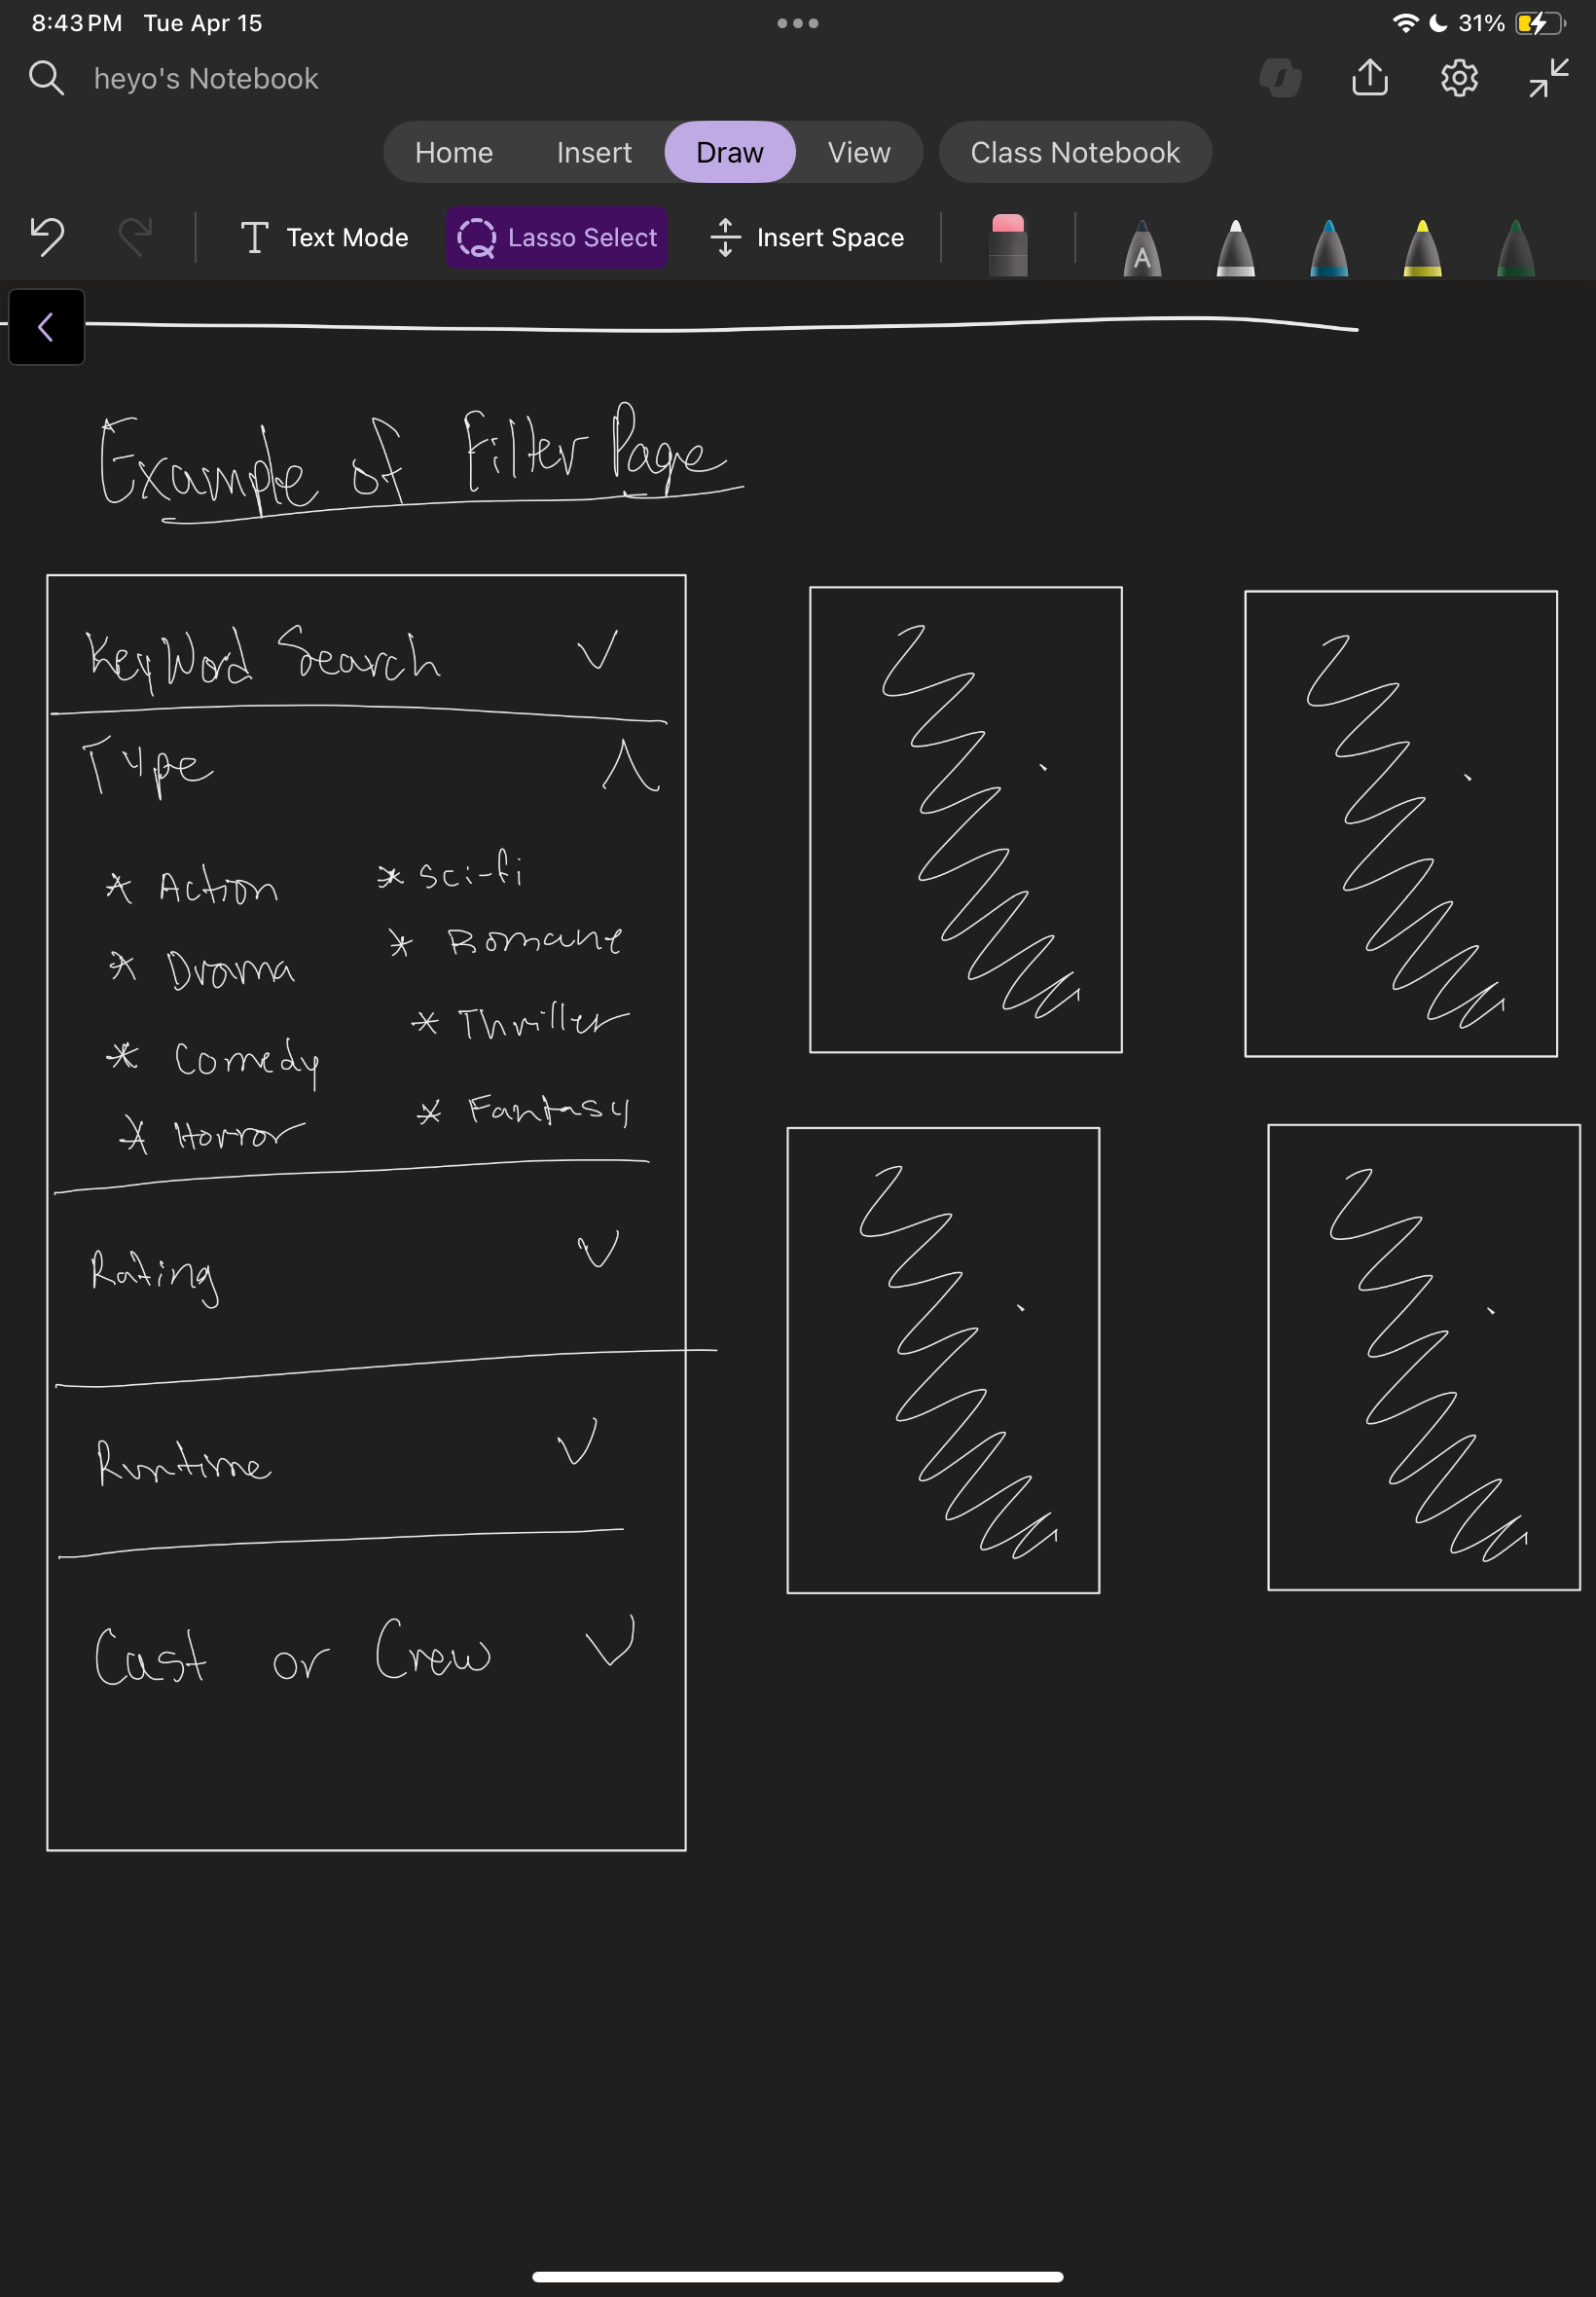 8:43 PM Tue Apr 15
31%
heyo's Notebook
Home Insert Draw View Class Notebook
Text Mode Lasso Select Insert Space
A
Example of Filter Page
KeyWord Search
Type
* Action
* Sci-fi
* Drama
* Romance
* Comedy
* Thriller
* Horror
* Fantasy
Rating
Runtime
Cast or Crew